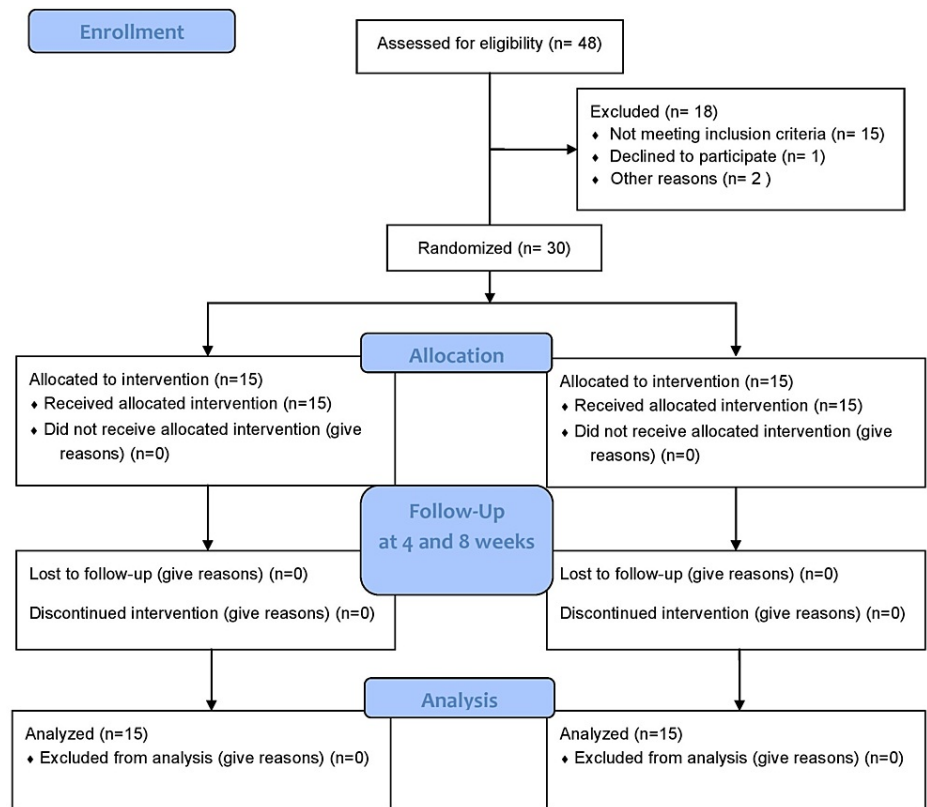 Enrollment
Assessed for eligibility (n= 48)
Excluded (n= 18)
♦ Not meeting inclusion criteria (n= 15)
♦ Declined to participate (n= 1)
♦ Other reasons (n= 2 )
Randomized (n= 30)
Allocation
Allocated to intervention (n=15)
♦ Received allocated intervention (n=15)
♦ Did not receive allocated intervention (give
reasons) (n=0)
Allocated to intervention (n=15)
♦ Received allocated intervention (n=15)
♦ Did not receive allocated intervention (give
reasons) (n=0)
Follow-Up
at 4 and 8 weeks
Lost to follow-up (give reasons) (n=0)
Discontinued intervention (give reasons) (n=0)
Lost to follow-up (give reasons) (n=0)
Discontinued intervention (give reasons) (n=0)
Analysis
Analyzed (n=15)
♦ Excluded from analysis (give reasons) (n=0)
Analyzed (n=15)
♦ Excluded from analysis (give reasons) (n=0)